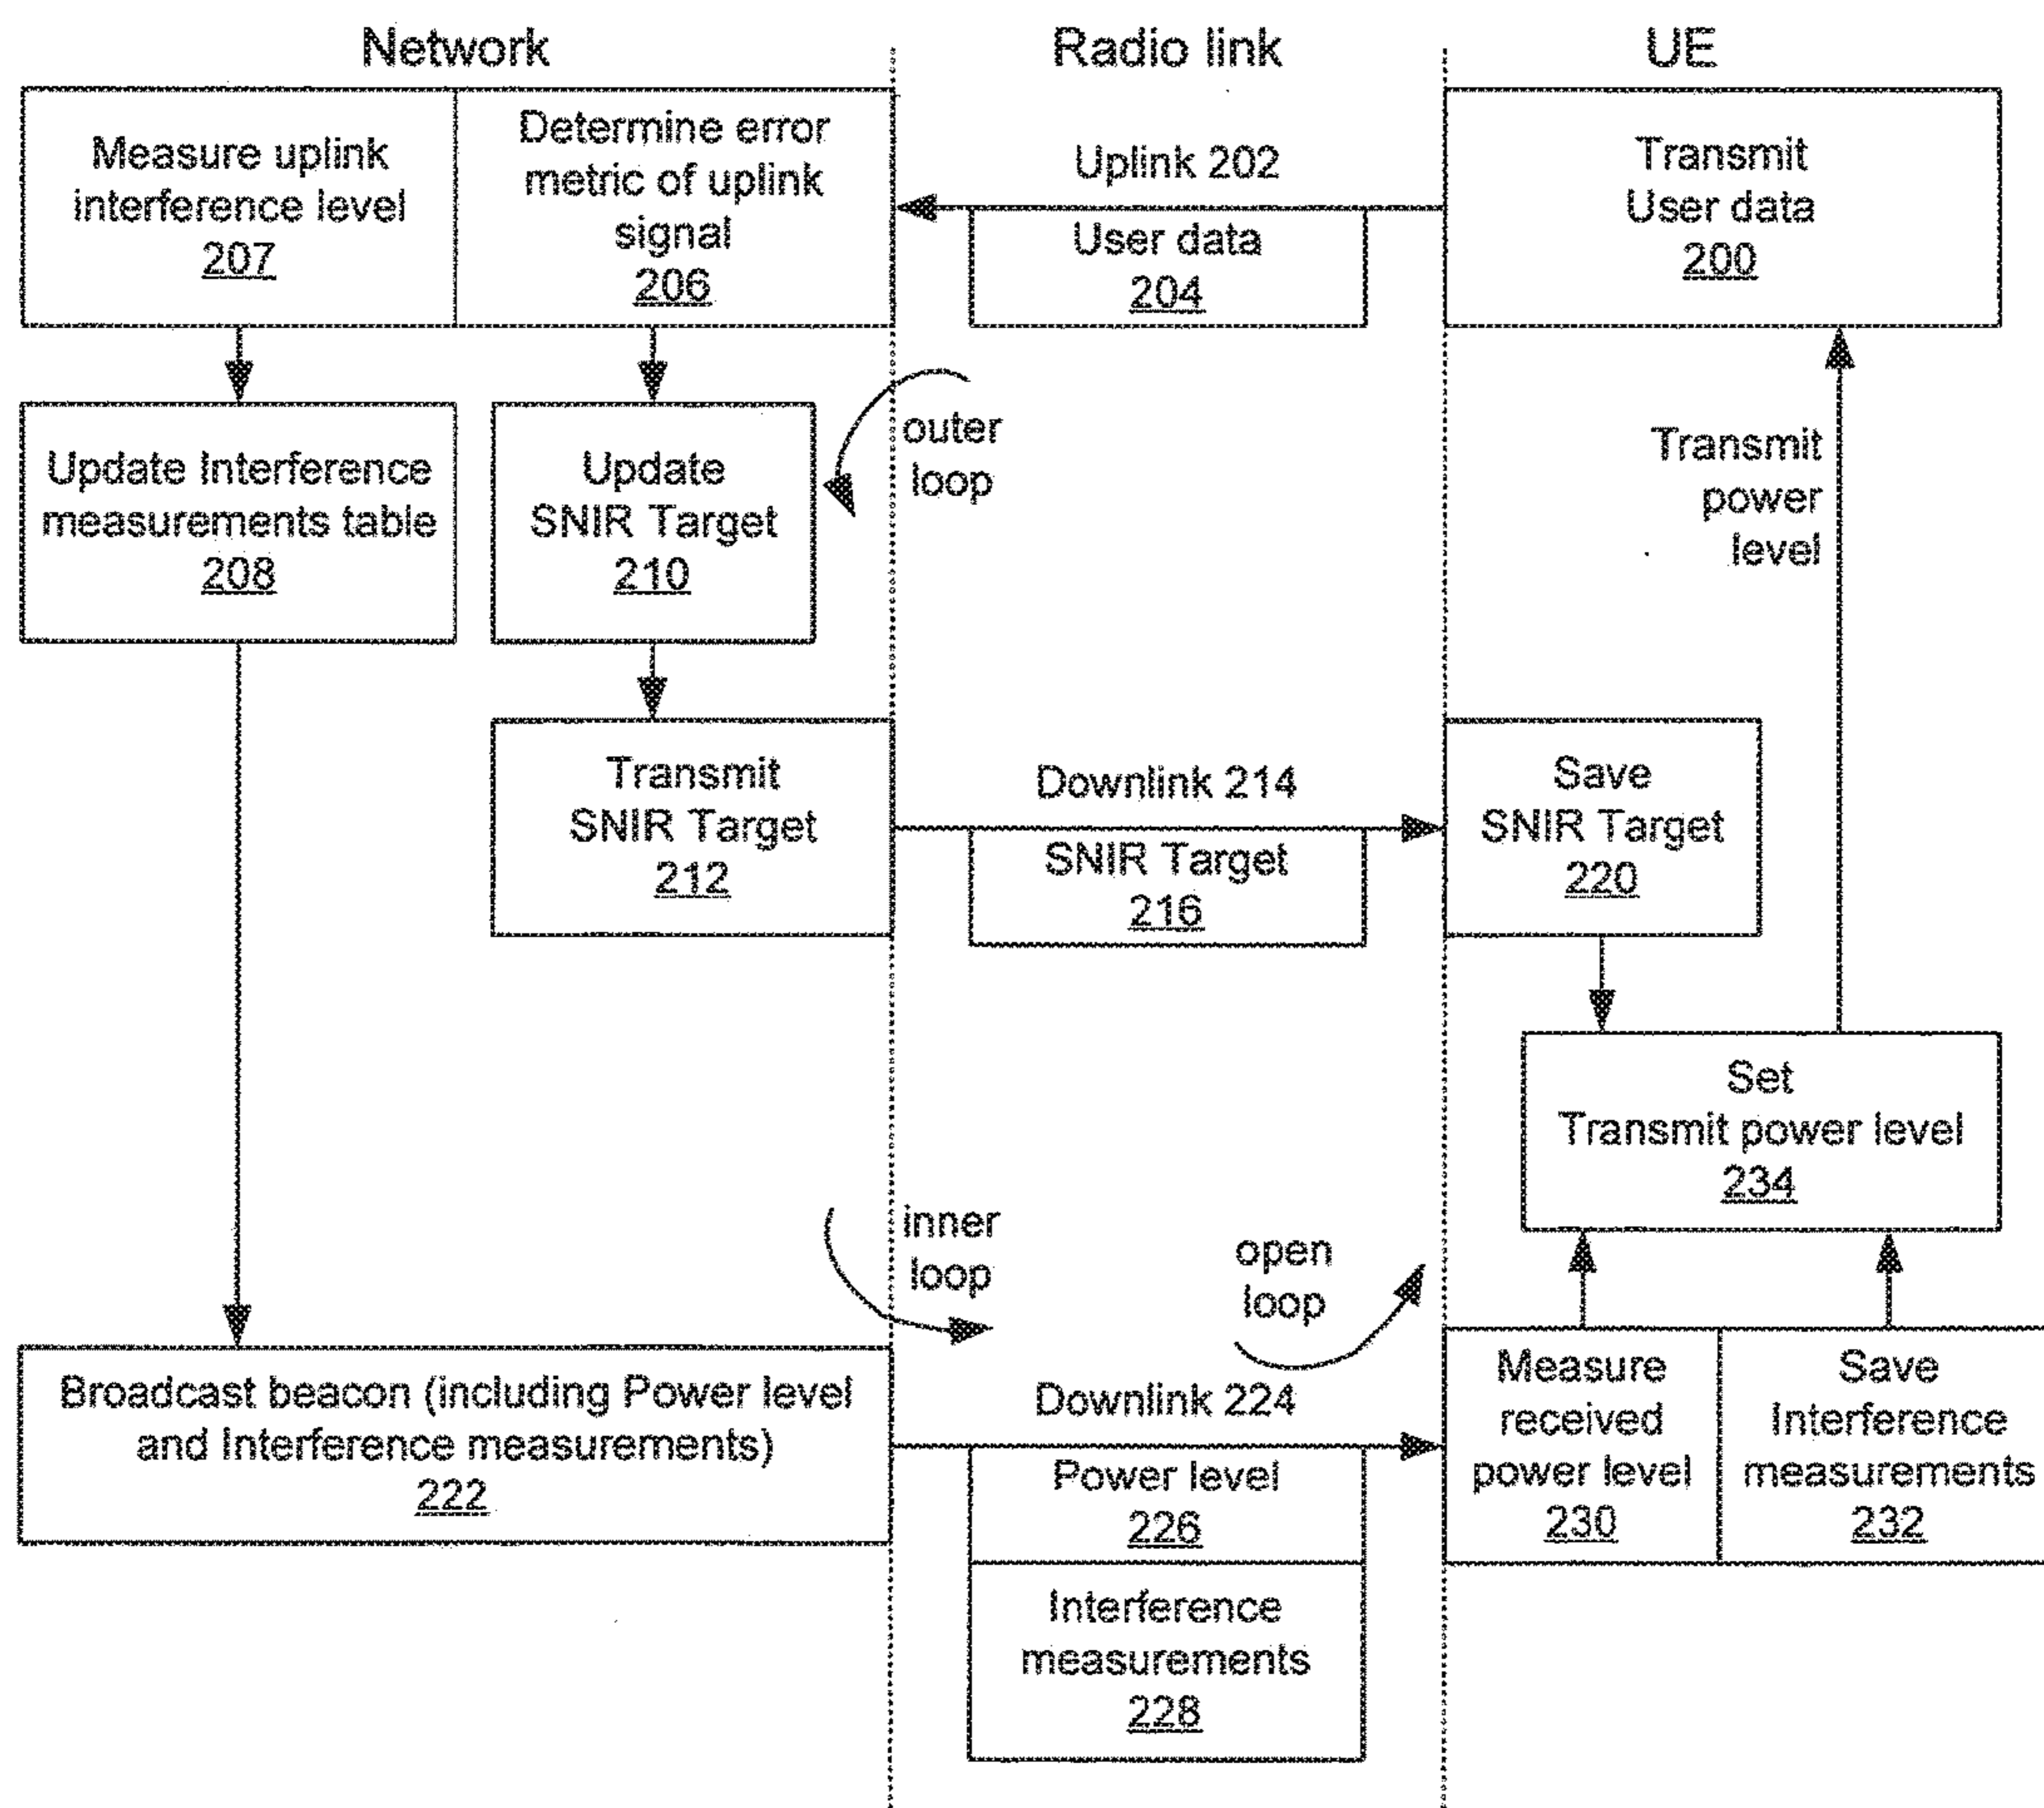 Network
Radio link
UE
Measure uplink
interference level
207
Determine error
metric of uplink
signal
206
Uplink 202
User data
204
Transmit
User data
200
Update Interference
measurements table
208
Update
SNIR Target
210
outer
loop
Transmit
power
level
Transmit
SNIR Target
212
Downlink 214
SNIR Target
216
Save
SNIR Target
220
Set
Transmit power level
234
inner
loop
open
loop
Broadcast beacon (including Power level
and Interference measurements)
222
Downlink 224
Power level
226
Interference
measurements
228
Measure
received
power level
230
Save
Interference
measurements
232